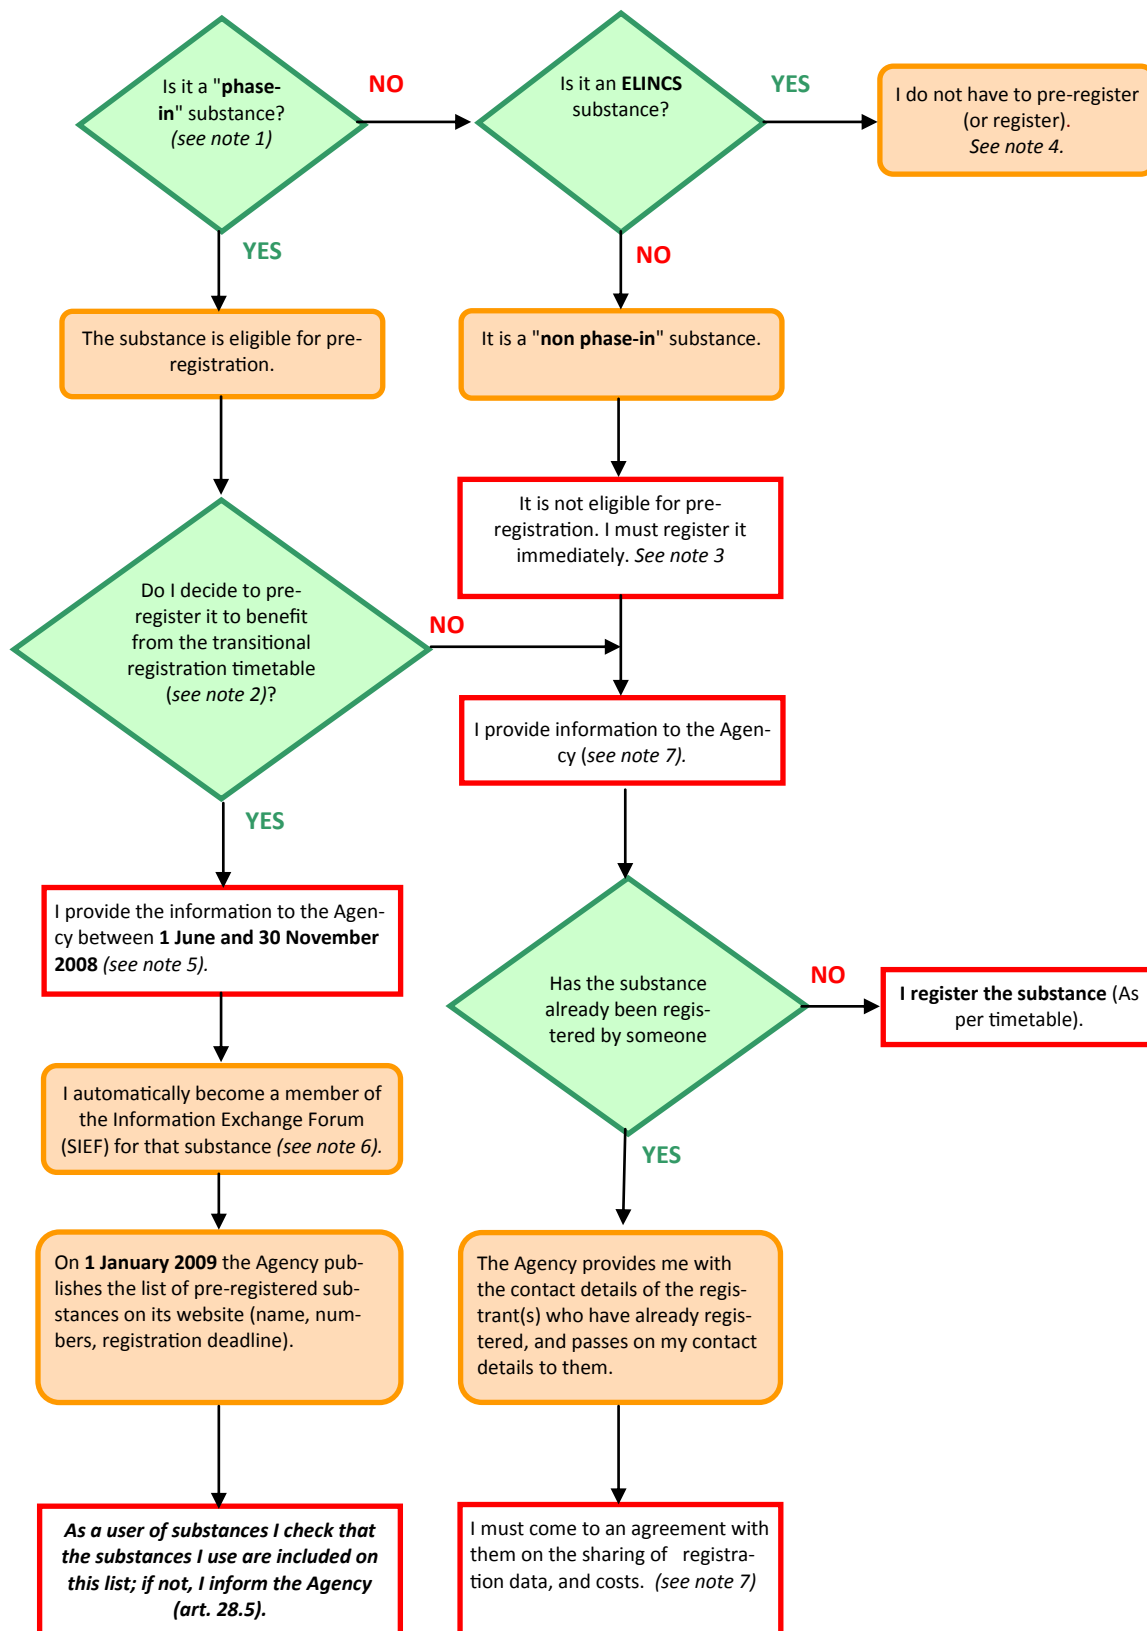 Is it a "phase-
in" substance?
(see note 1)
NO
Is it an ELINCS
substance?
YES
I do not have to pre-register
(or register).
See note 4.
YES
NO
The substance is eligible for pre-
registration.
It is a "non phase-in" substance.
It is not eligible for pre-
registration. I must register it
immediately. See note 3
Do I decide to pre-
register it to benefit
from the transitional
registration timetable
(see note 2)?
NO
I provide information to the Agen-
cy (see note 7).
YES
I provide the information to the Agen-
cy between 1 June and 30 November
2008 (see note 5).
Has the substance
already been regis-
tered by someone
NO
I register the substance (As
per timetable).
I automatically become a member of
the Information Exchange Forum
(SIEF) for that substance (see note 6).
YES
On 1 January 2009 the Agency pub-
lishes the list of pre-registered sub-
stances on its website (name, num-
bers, registration deadline).
The Agency provides me with
the contact details of the regis-
trant(s) who have already regis-
tered, and passes on my contact
details to them.
As a user of substances I check that
the substances I use are included on
this list; if not, I inform the Agency
(art. 28.5).
I must come to an agreement with
them on the sharing of registra-
tion data, and costs. (see note 7)